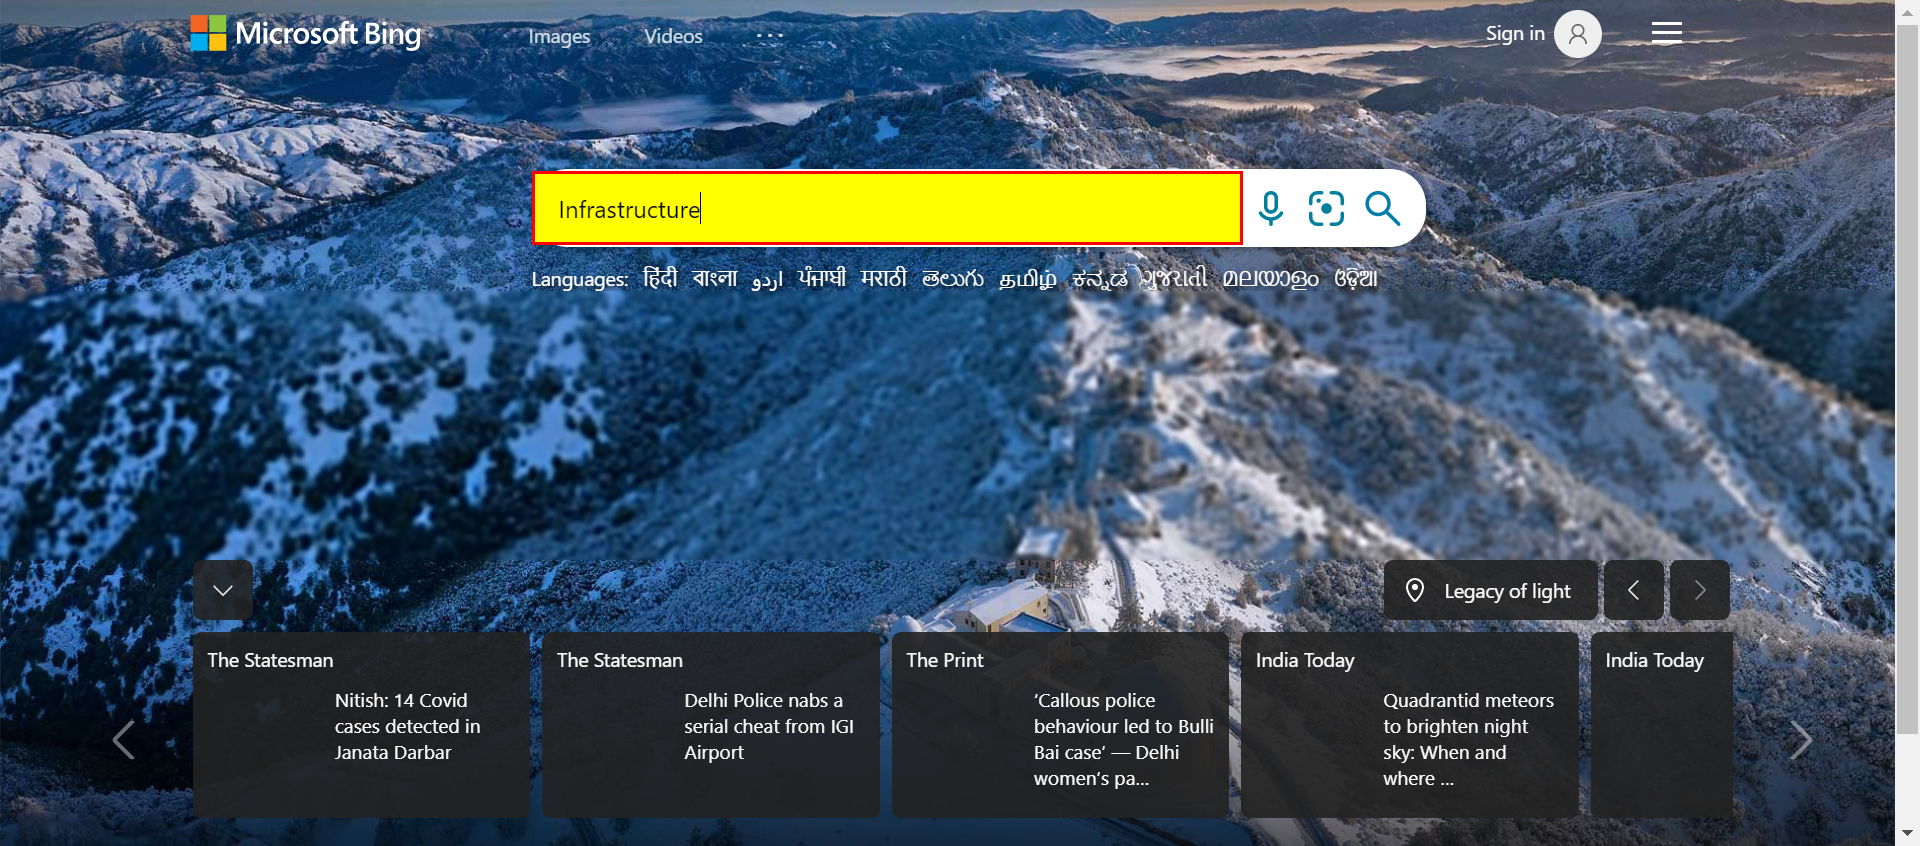 Microsoft Bing Images Videos Sign in
Infrastructure
Languages: हिंदी বাংলা اردو ਪੰਜਾਬੀ मराठी తెలుగు தமிழ் ಕನ್ನಡ ગુજરાતી മലയാളം ଓଡ଼ିଆ
Legacy of light
The Statesman
Nitish: 14 Covid
cases detected in
Janata Darbar
The Statesman
Delhi Police nabs a
serial cheat from IGI
Airport
The Print
‘Callous police
behaviour led to Bulli
Bai case’ — Delhi
women’s pa...
India Today
Quadrantid meteors
to brighten night
sky: When and
where ...
India Today